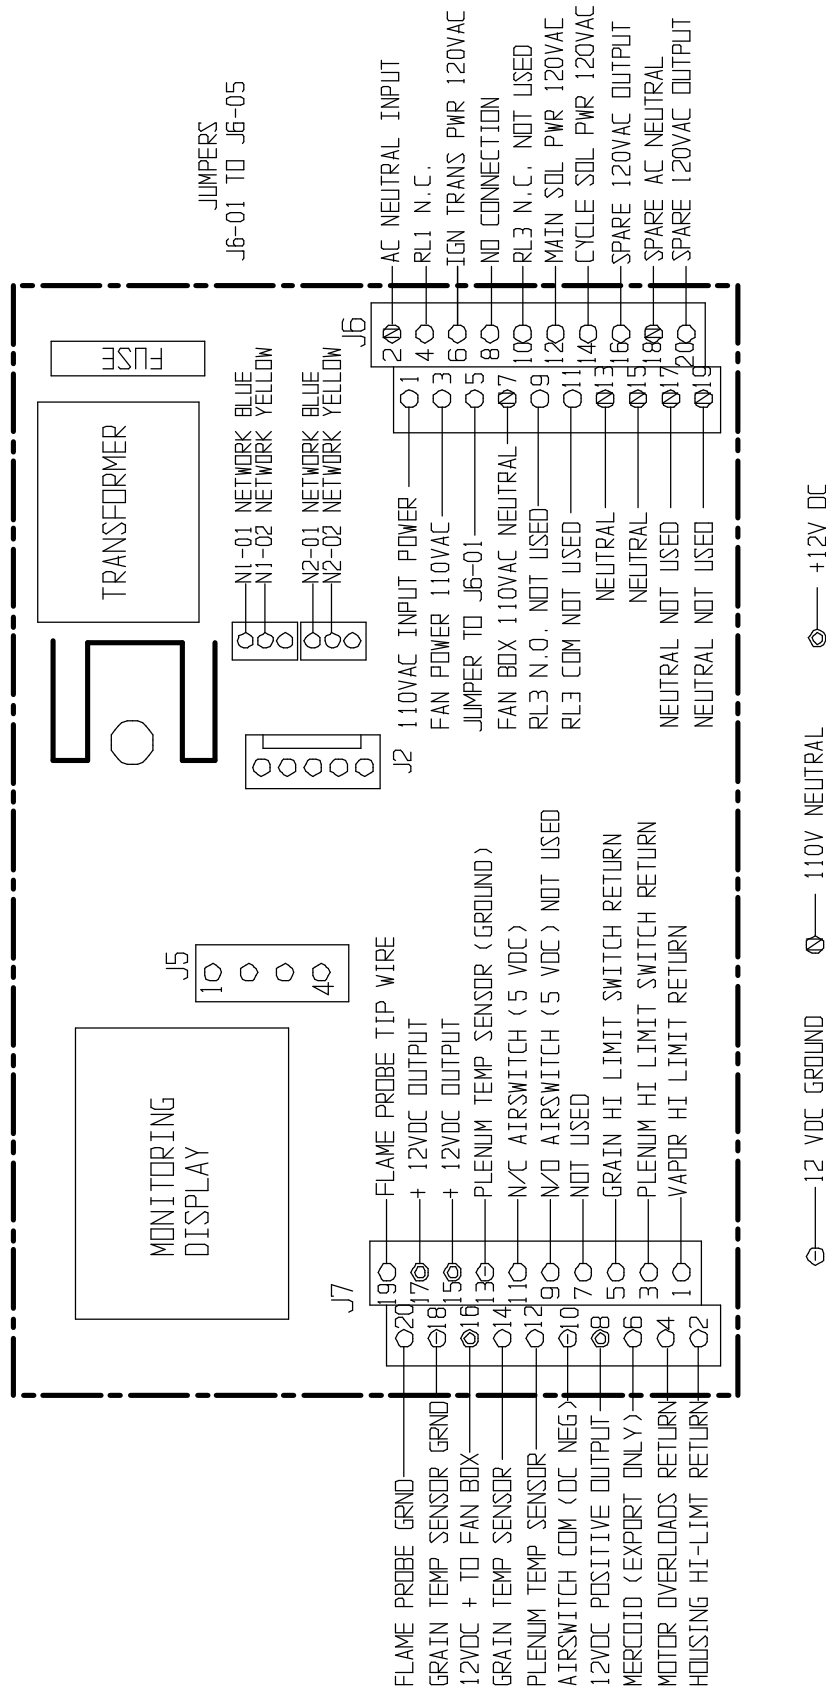 JUMPERS
J6-01 TO J6-05
FUSE
TRANSFORMER
N1-01 NETWORK BLUE
N1-02 NETWORK YELLOW
N2-01 NETWORK BLUE
N2-02 NETWORK YELLOW
J2
J5
1
4
MONITORING
DISPLAY
J6
2 AC NEUTRAL INPUT
4 RL1 N.C.
6 IGN TRANS PWR 120VAC
8 NO CONNECTION
10 RL3 N.C. NOT USED
12 MAIN SOL PWR 120VAC
14 CYCLE SOL PWR 120VAC
16 SPARE 120VAC OUTPUT
18 SPARE AC NEUTRAL
20 SPARE 120VAC OUTPUT
110VAC INPUT POWER 1
FAN POWER 110VAC 3
JUMPER TO J6-01 5
FAN BOX 110VAC NEUTRAL 7
RL3 N.O. NOT USED 9
RL3 COM NOT USED 11
NEUTRAL 13
NEUTRAL 15
NEUTRAL NOT USED 17
NEUTRAL NOT USED 19
J7
19 FLAME PROBE TIP WIRE
17 + 12VDC OUTPUT
15 + 12VDC OUTPUT
13 PLENUM TEMP SENSOR (GROUND)
11 N/C AIRSWITCH (5 VDC)
9 N/O AIRSWITCH (5 VDC) NOT USED
7 NOT USED
5 GRAIN HI LIMIT SWITCH RETURN
3 PLENUM HI LIMIT SWITCH RETURN
1 VAPOR HI LIMIT RETURN
FLAME PROBE GRND 20
GRAIN TEMP SENSOR GRND 18
12VDC + TO FAN BOX 16
GRAIN TEMP SENSOR 14
PLENUM TEMP SENSOR 12
AIRSWITCH COM (DC NEG) 10
12VDC POSITIVE OUTPUT 8
MERCOID (EXPORT ONLY) 6
MOTOR OVERLOADS RETURN 4
HOUSING HI-LIMT RETURN 2
12 VDC GROUND
110V NEUTRAL
+12V DC